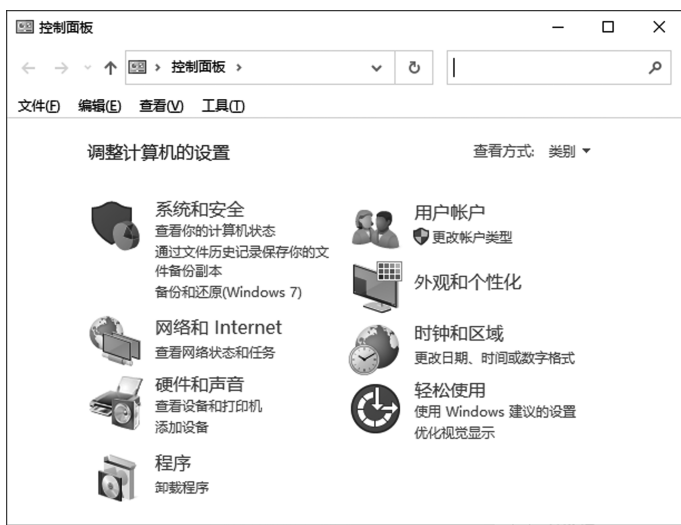 控制面板
控制面板
文件(F) 编辑(E) 查看(V) 工具(T)
调整计算机的设置
查看方式: 类别
系统和安全
查看你的计算机状态
通过文件历史记录保存你的文
件备份副本
备份和还原(Windows 7)
网络和 Internet
查看网络状态和任务
硬件和声音
查看设备和打印机
添加设备
程序
卸载程序
用户帐户
更改帐户类型
外观和个性化
时钟和区域
更改日期、时间或数字格式
轻松使用
使用 Windows 建议的设置
优化视觉显示